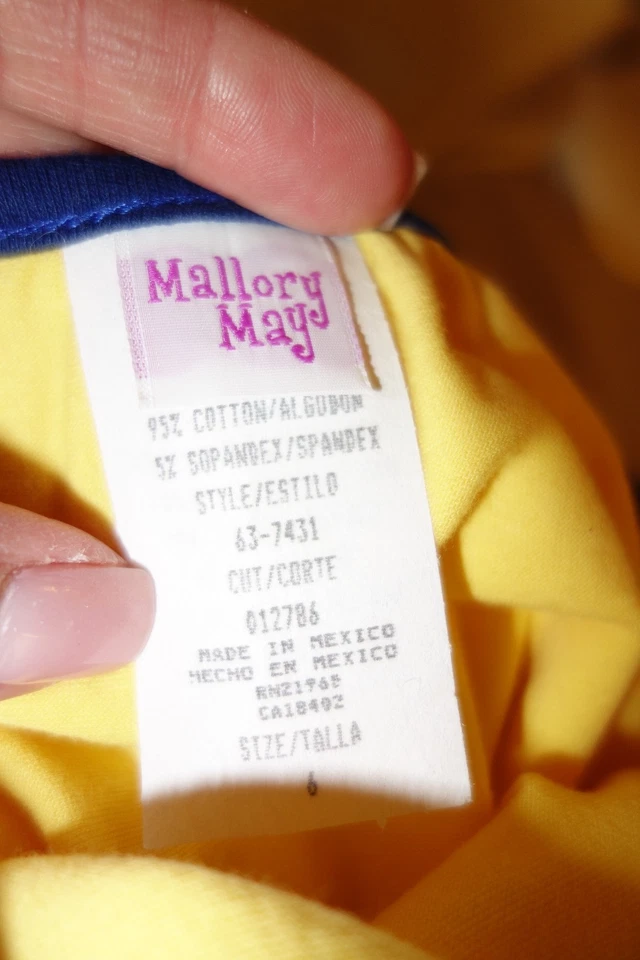 Mallory
May
95% COTTON/ALGODON
5% SOPANDEX/SPANDEX
STYLE/ESTILO
63-7431
CUT/CORTE
012786
MADE IN MEXICO
HECHO EN MEXICO
RN21965
CA18402
SIZE/TALLA
6